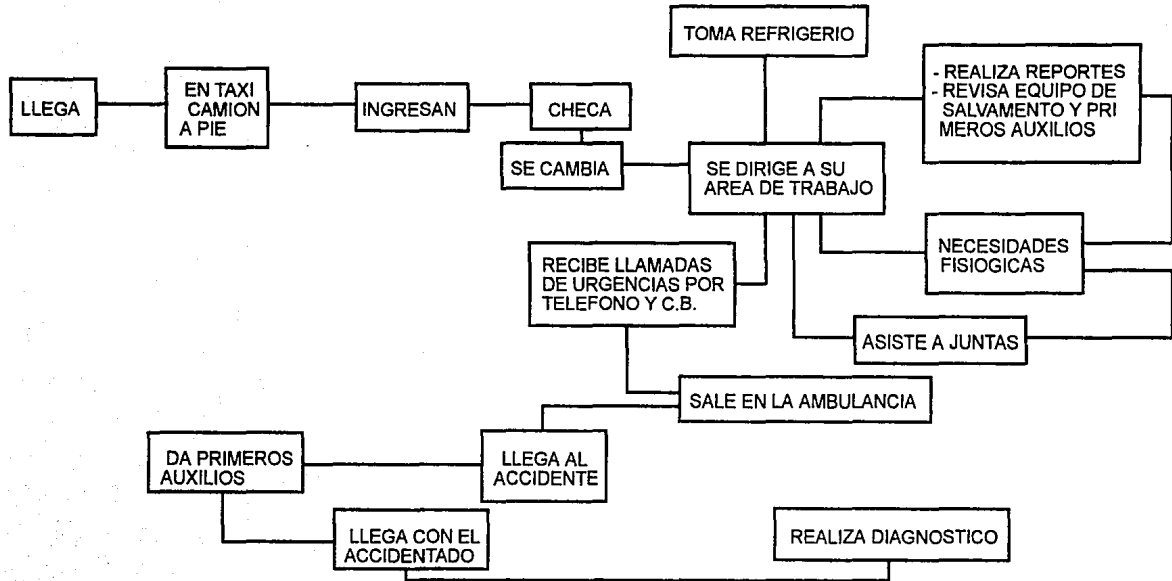 TOMA REFRIGERIO
LLEGA
EN TAXI
CAMION
A PIE
INGRESAN
CHECA
- REALIZA REPORTES
- REVISA EQUIPO DE
SALVAMENTO Y PRI
MEROS AUXILIOS
SE CAMBIA
SE DIRIGE A SU
AREA DE TRABAJO
NECESIDADES
FISIOGICAS
RECIBE LLAMADAS
DE URGENCIAS POR
TELEFONO Y C.B.
ASISTE A JUNTAS
SALE EN LA AMBULANCIA
LLEGA AL
ACCIDENTE
DA PRIMEROS
AUXILIOS
LLEGA CON EL
ACCIDENTADO
REALIZA DIAGNOSTICO